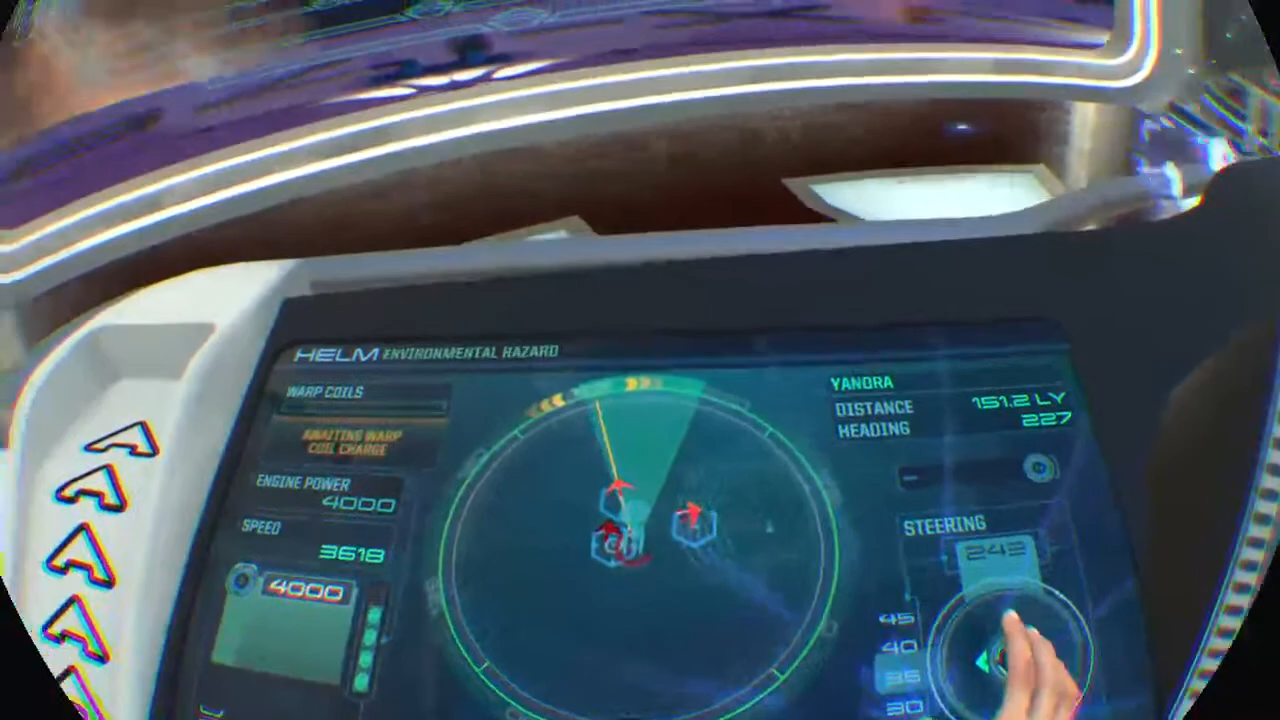 HELM ENVIRONMENTAL HAZARD
WARP COILS
AWAITING WARP
COIL CHARGE
ENGINE POWER
4000
SPEED
3618
4000
YANDRA
DISTANCE 151.2 LY
HEADING 227
STEERING
242
45
40
35
30